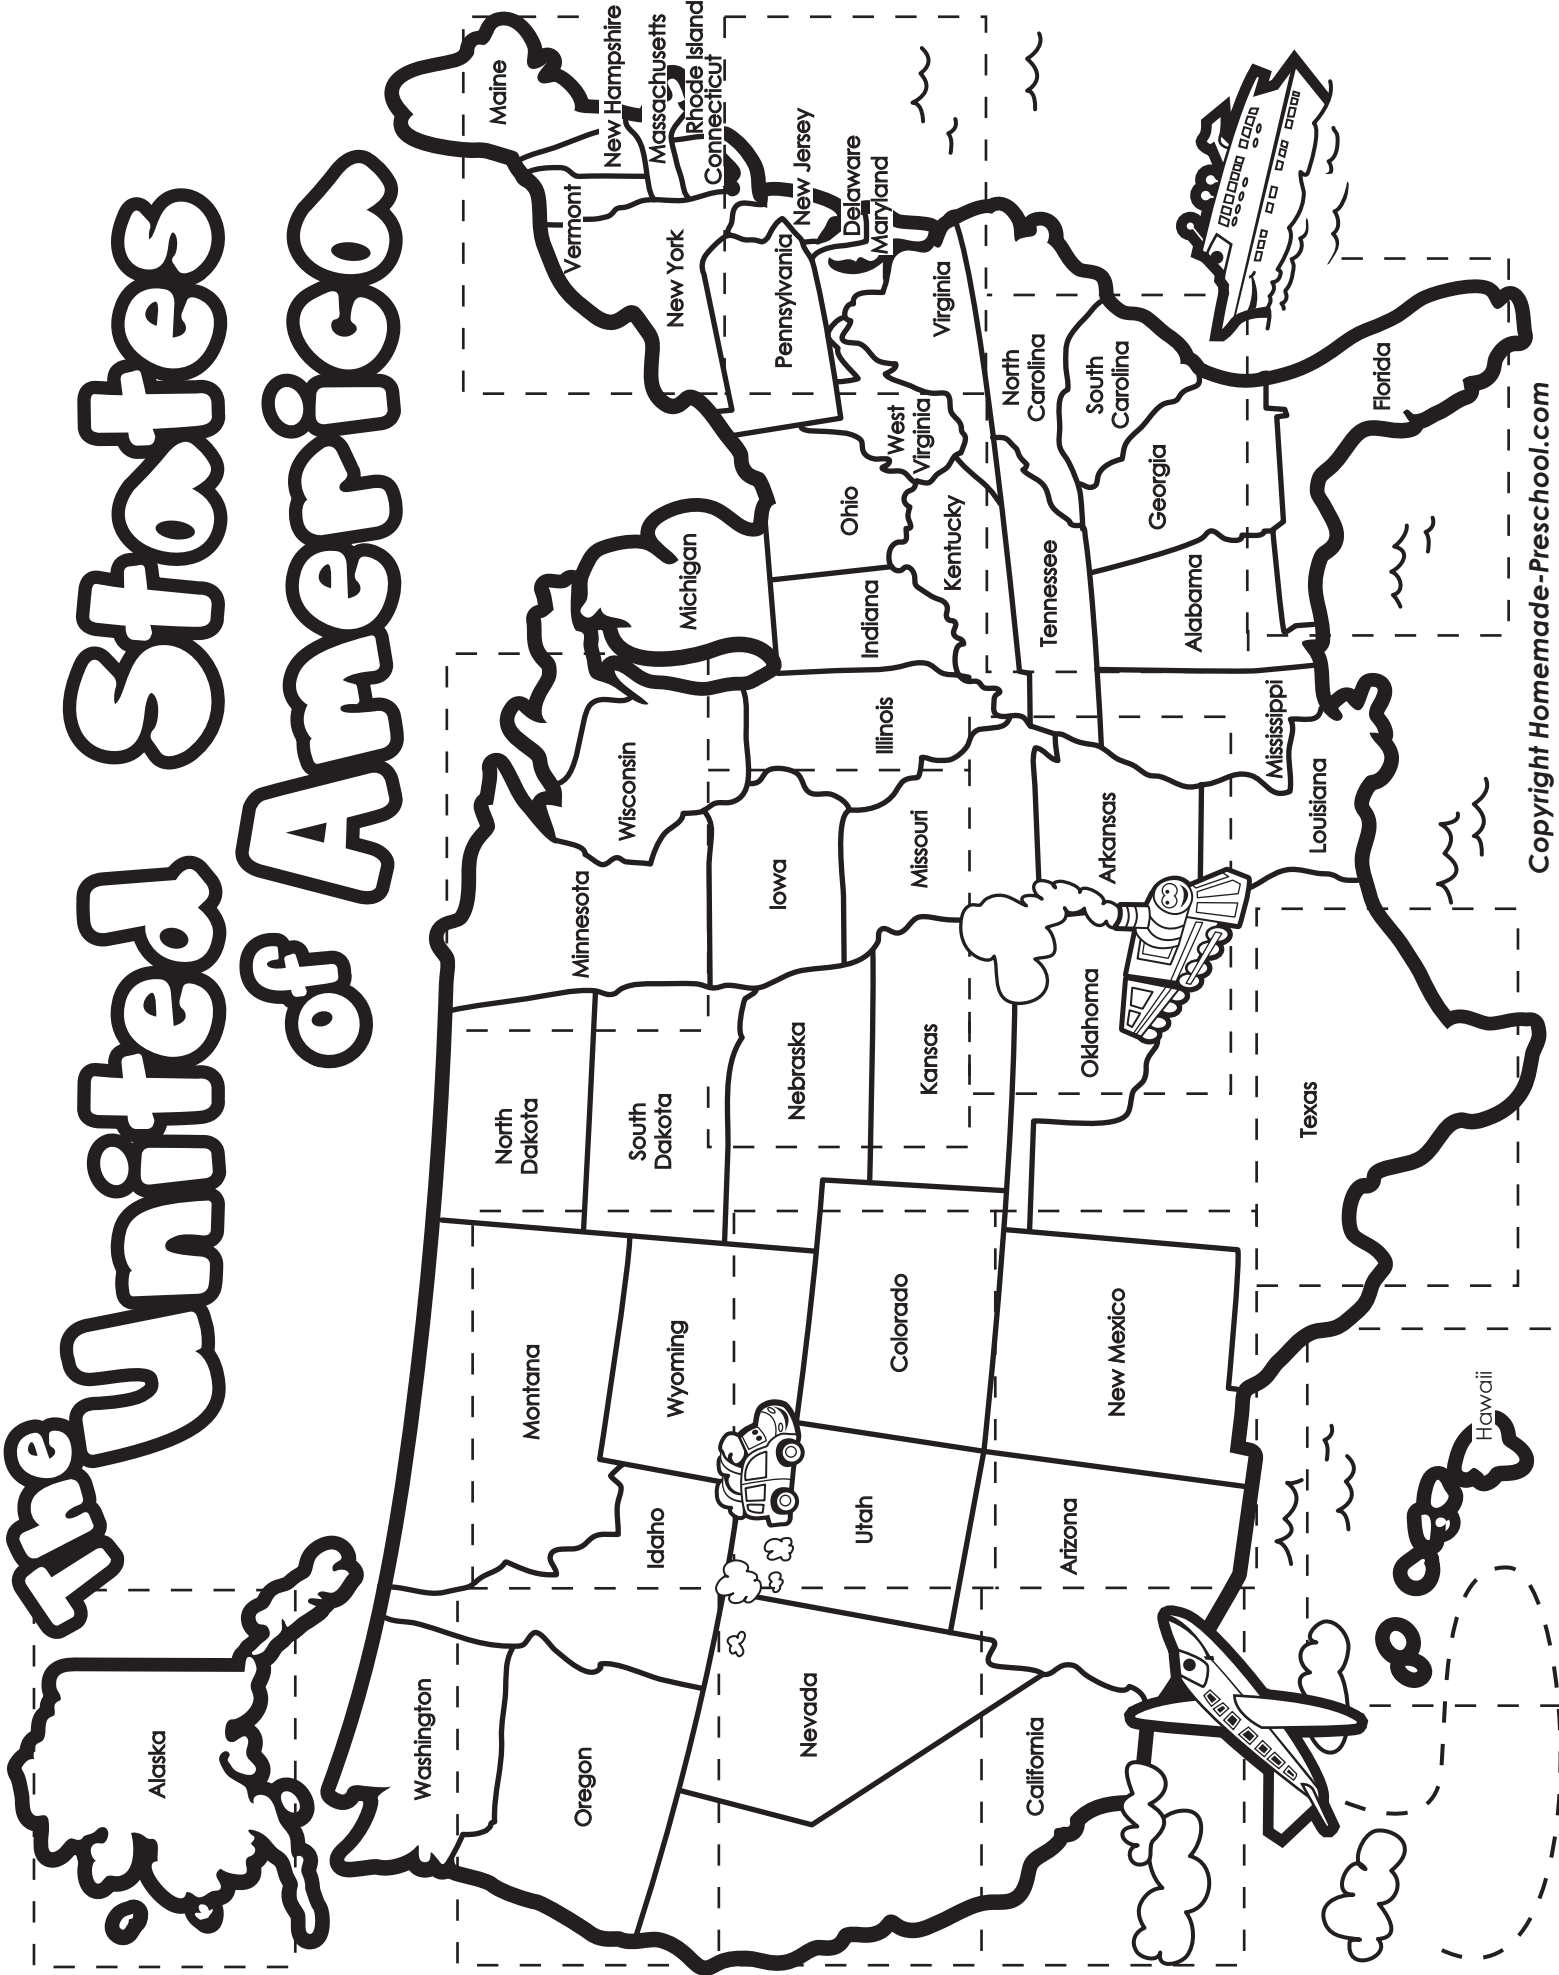 The United States
of America
Alaska
Washington
Oregon
California
Nevada
Idaho
Montana
Wyoming
Utah
Arizona
Colorado
New Mexico
North
Dakota
South
Dakota
Nebraska
Kansas
Oklahoma
Texas
Minnesota
Iowa
Missouri
Arkansas
Louisiana
Wisconsin
Illinois
Mississippi
Michigan
Indiana
Ohio
Kentucky
Tennessee
Alabama
Georgia
Florida
South
Carolina
North
Carolina
West
Virginia
Virginia
Pennsylvania
New York
Vermont
Maine
New Hampshire
Massachusetts
Rhode Island
Connecticut
New Jersey
Delaware
Maryland
Hawaii
Copyright Homemade-Preschool.com